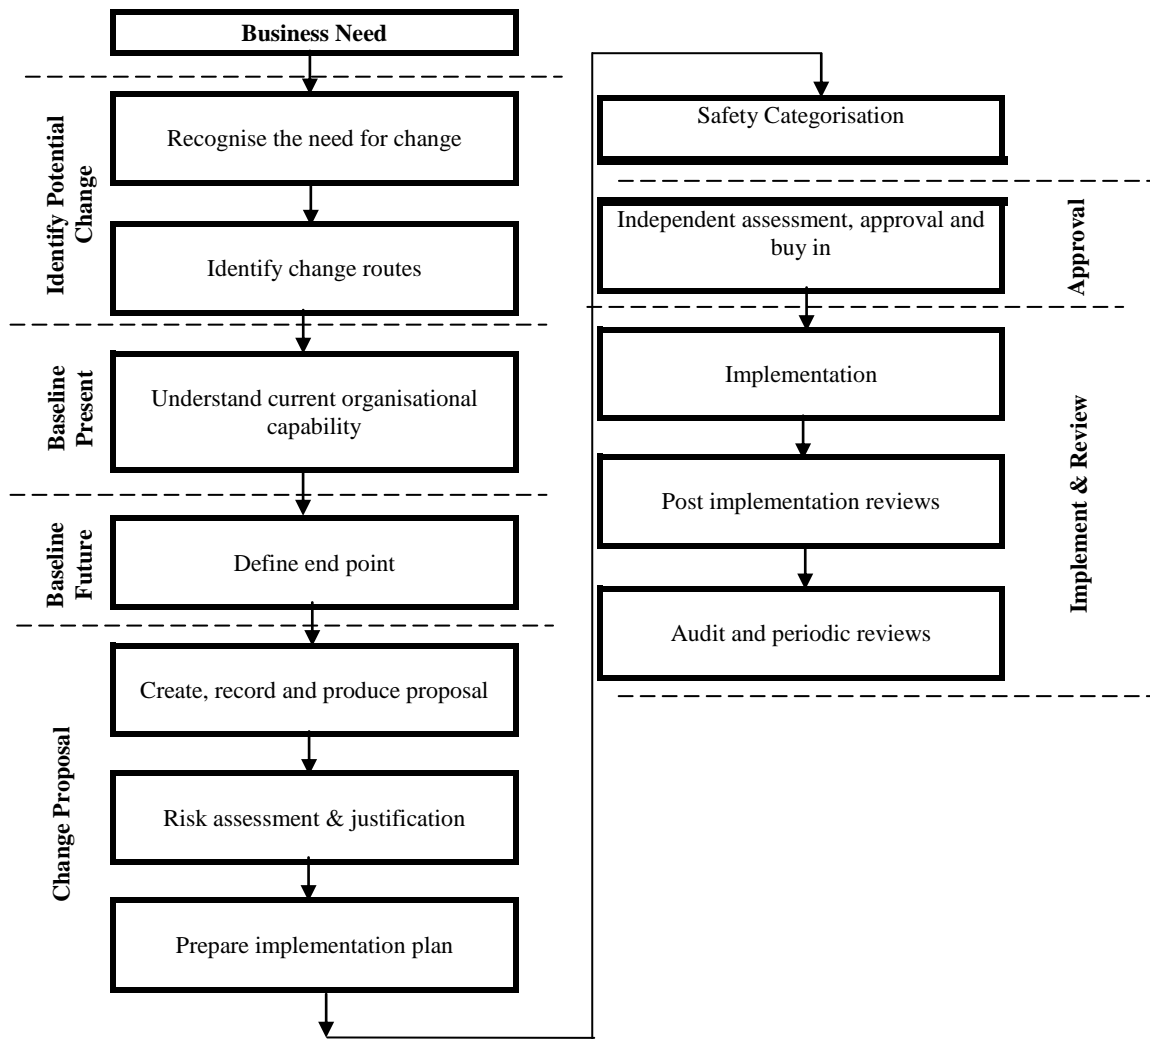 Business Need
Identify Potential
Change
Recognise the need for change
Identify change routes
Baseline
Present
Understand current organisational
capability
Baseline
Future
Define end point
Change Proposal
Create, record and produce proposal
Risk assessment & justification
Prepare implementation plan
Safety Categorisation
Independent assessment, approval and
buy in
Approval
Implementation
Post implementation reviews
Audit and periodic reviews
Implement & Review